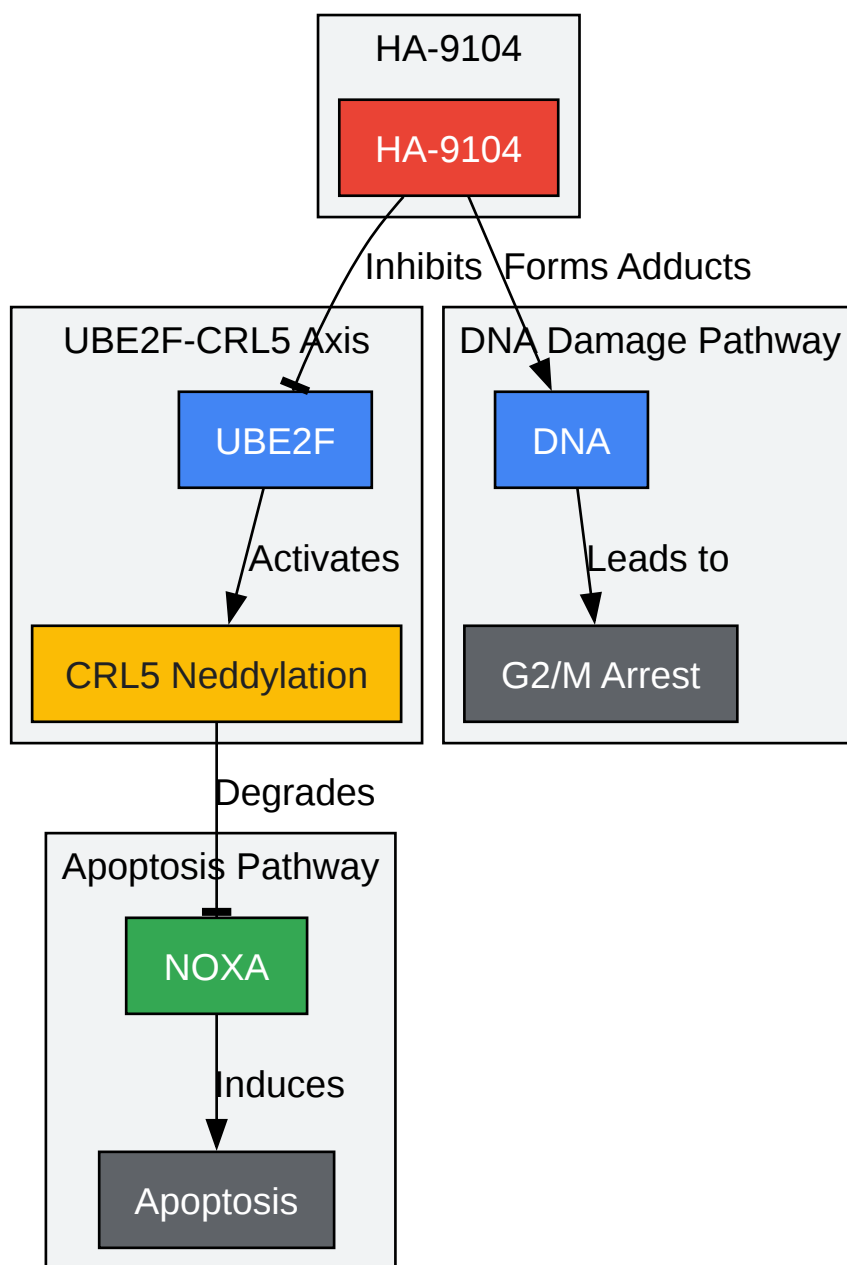 HA-9104
HA-9104
Inhibits
Forms Adducts
UBE2F-CRL5 Axis
DNA Damage Pathway
UBE2F
DNA
Activates
Leads to
CRL5 Neddylation
G2/M Arrest
Degrades
Apoptosis Pathway
NOXA
Induces
Apoptosis